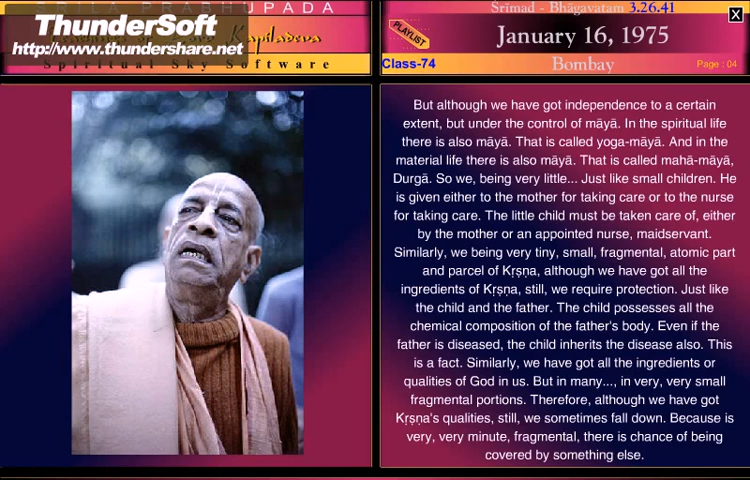 SRILA PRABHUPADA
ThunderSoft
http://www.thundershare.net
Kapiladeva
Spiritual Sky Software
Śrīmad - Bhāgavatam 3.26.41
X
PLAYLIST
January 16, 1975
Class-74
Bombay
Page : 04
But although we have got independence to a certain
extent, but under the control of māyā. In the spiritual life
there is also māyā. That is called yoga-māyā. And in the
material life there is also māyā. That is called mahā-māyā,
Durgā. So we, being very little... Just like small children. He
is given either to the mother for taking care or to the nurse
for taking care. The little child must be taken care of, either
by the mother or an appointed nurse, maidservant.
Similarly, we being very tiny, small, fragmental, atomic part
and parcel of Kṛṣṇa, although we have got all the
ingredients of Kṛṣṇa, still, we require protection. Just like
the child and the father. The child possesses all the
chemical composition of the father's body. Even if the
father is diseased, the child inherits the disease also. This
is a fact. Similarly, we have got all the ingredients or
qualities of God in us. But in many..., in very, very small
fragmental portions. Therefore, although we have got
Kṛṣṇa's qualities, still, we sometimes fall down. Because is
very, very minute, fragmental, there is chance of being
covered by something else.